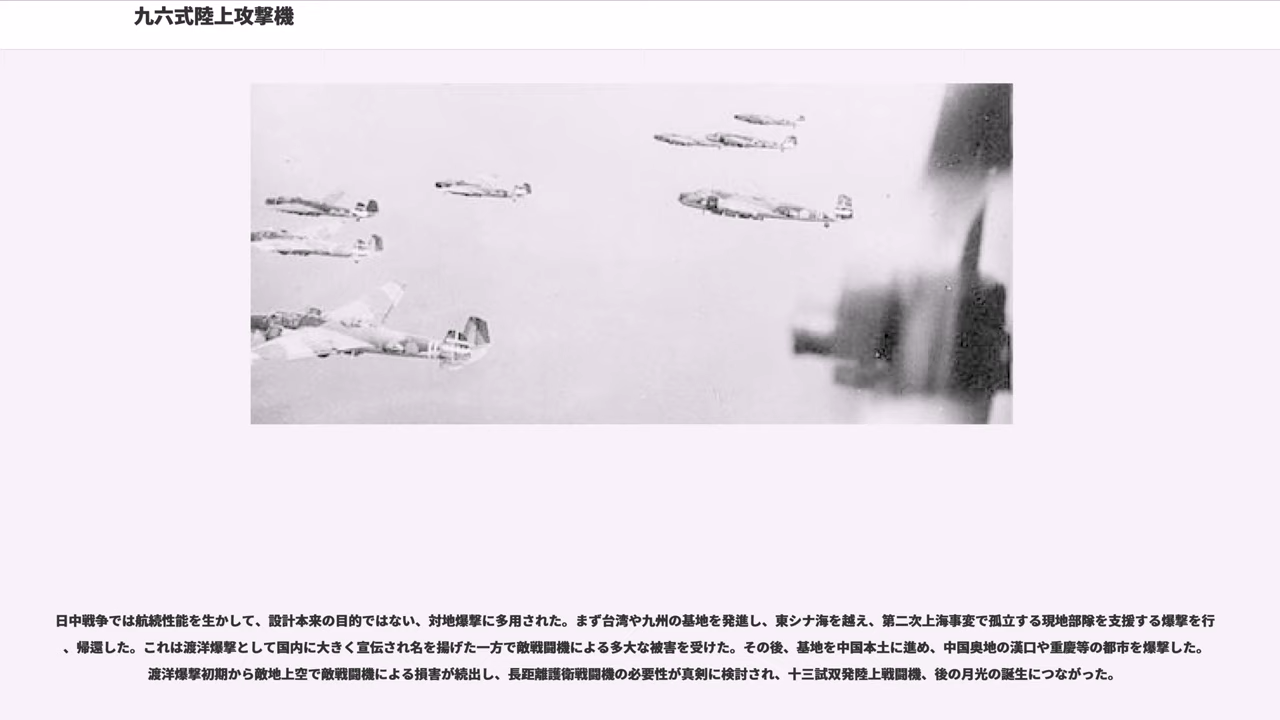 九六式陸上攻撃機
日中戦争では航続性能を生かして、設計本来の目的ではない、対地爆撃に多用された。まず台湾や九州の基地を発進し、東シナ海を越え、第二次上海事変で孤立する現地部隊を支援する爆撃を行
、帰還した。これは渡洋爆撃として国内に大きく宣伝され名を揚げた一方で敵戦闘機による多大な被害を受けた。その後、基地を中国本土に進め、中国奥地の漢口や重慶等の都市を爆撃した。
渡洋爆撃初期から敵地上空で敵戦闘機による損害が続出し、長距離護衛戦闘機の必要性が真剣に検討され、十三試双発陸上戦闘機、後の月光の誕生につながった。